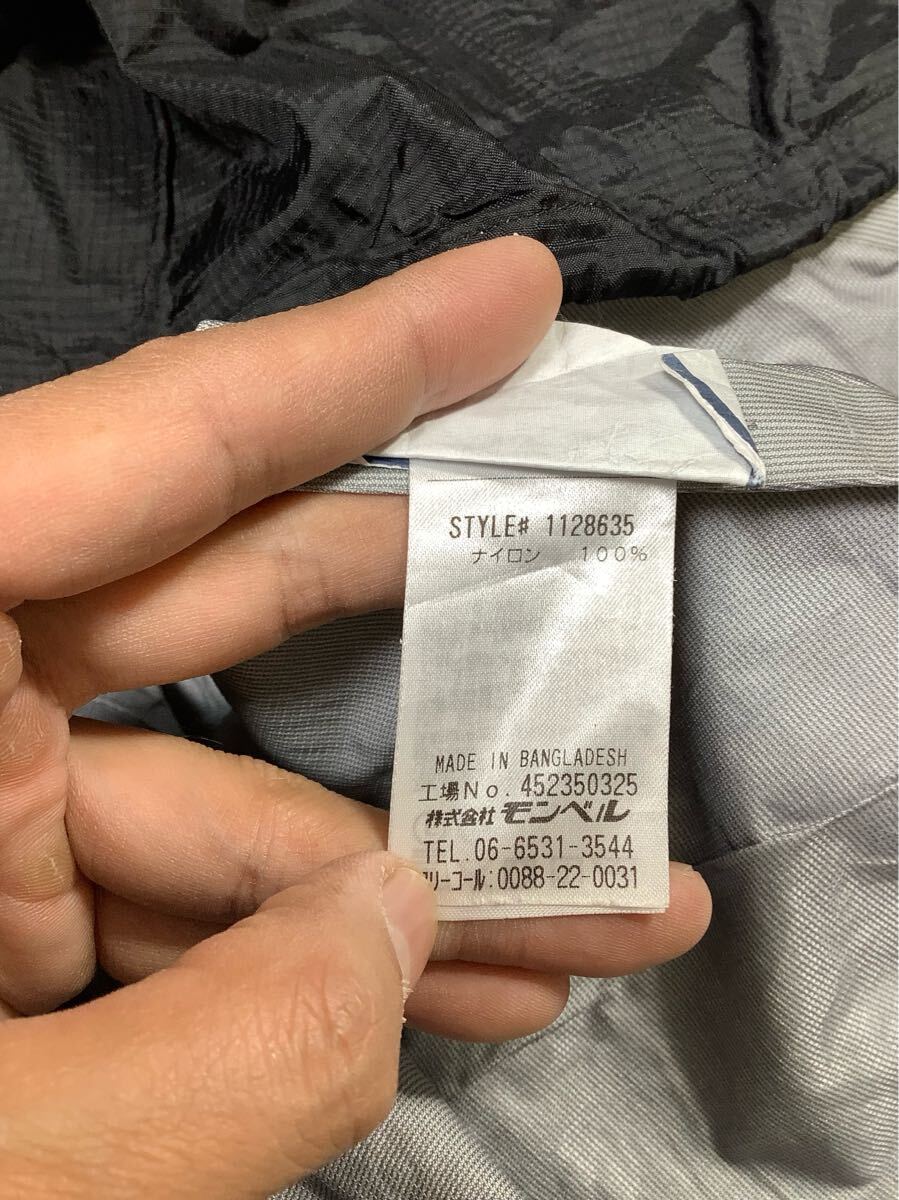 STYLE# 1128635
ナイロン 100%
MADE IN BANGLADESH
工場No. 452350325
株式会社 モンベル
TEL. 06-6531-3544
フリーコール:0088-22-0031